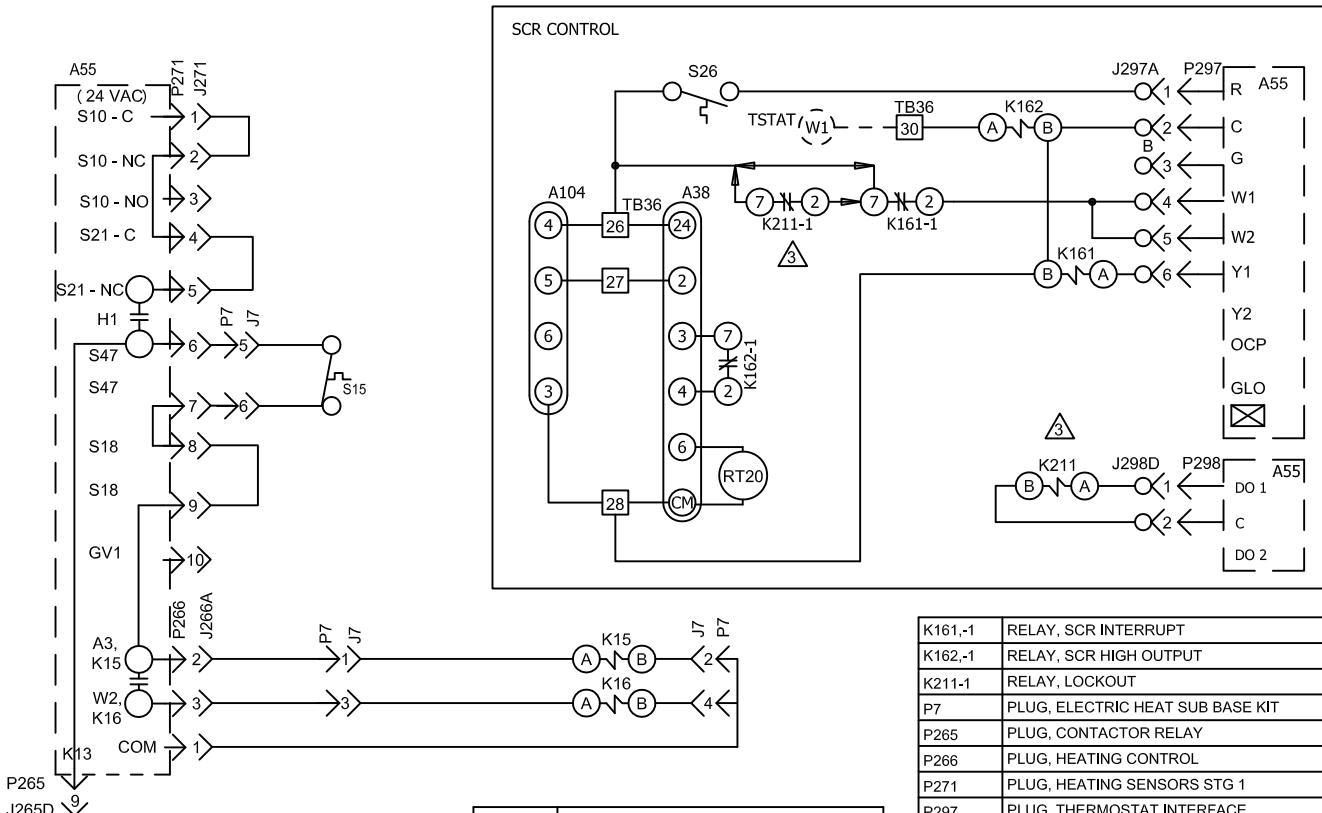 SCR CONTROL
A55
(24 VAC)
P271
J271
S10 - C
1
S10 - NC
2
S10 - NO
3
S21 - C
4
S21 - NC
5
H1
S47
6
P7
J7
5
S15
S47
7
6
S18
8
S18
9
GV1
10
P266
J266A
A3,
K15
2
P7
J7
1
K15
A
B
J7
P7
2
W2,
K16
3
3
K16
A
B
4
COM
1
K13
P265
9
J265D
S26
J297A
P297
A55
1
R
TSTAT
W1
TB36
30
K162
A
B
2
C
B
3
G
7
2
K211-1
3
7
2
K161-1
4
W1
5
W2
K161
B
A
6
Y1
Y2
OCP
GLO
A104
TB36
A38
4
26
24
5
27
2
6
3
7
K162-1
3
4
2
6
RT20
28
CM
3
K211
J298D
P298
A55
B
A
1
DO 1
2
C
DO 2
K161,-1 RELAY, SCR INTERRUPT
K162,-1 RELAY, SCR HIGH OUTPUT
K211-1 RELAY, LOCKOUT
P7 PLUG, ELECTRIC HEAT SUB BASE KIT
P265 PLUG, CONTACTOR RELAY
P266 PLUG, HEATING CONTROL
P271 PLUG, HEATING SENSORS STG 1
P297 PLUG, THERMOSTAT INTERFACE